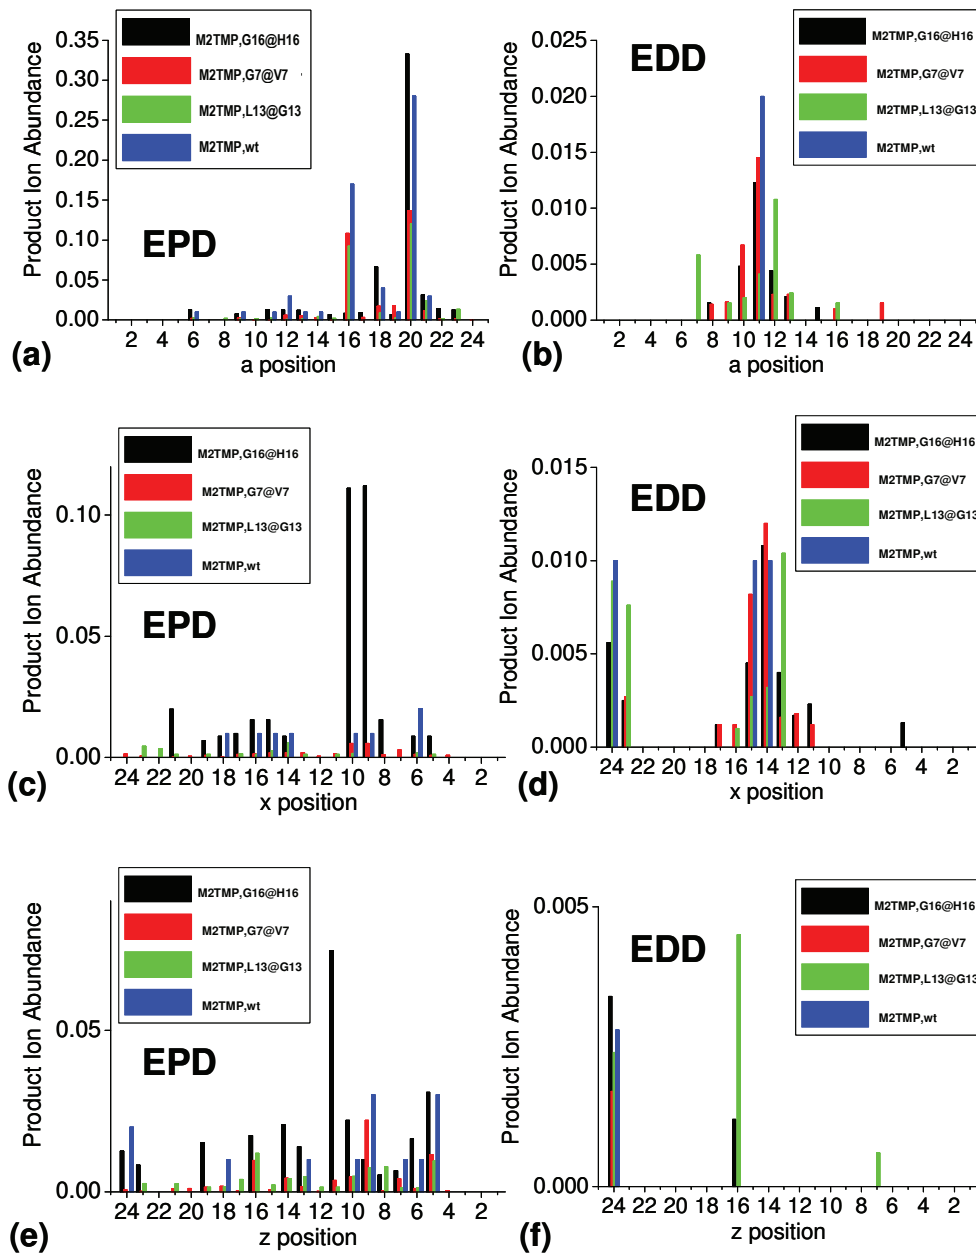 M2TMP,G16@H16
M2TMP,G7@V7
M2TMP,L13@G13
M2TMP,wt
EPD
Product Ion Abundance
0.35
0.30
0.25
0.20
0.15
0.10
0.05
0.00
2 4 6 8 10 12 14 16 18 20 22 24
a position
(a)
M2TMP,G16@H16
M2TMP,G7@V7
M2TMP,L13@G13
M2TMP,wt
EDD
Product Ion Abundance
0.025
0.020
0.015
0.010
0.005
0.000
2 4 6 8 10 12 14 16 18 20 22 24
a position
(b)
M2TMP,G16@H16
M2TMP,G7@V7
M2TMP,L13@G13
M2TMP,wt
EPD
Product Ion Abundance
0.10
0.05
0.00
24 22 20 18 16 14 12 10 8 6 4 2
x position
(c)
M2TMP,G16@H16
M2TMP,G7@V7
M2TMP,L13@G13
M2TMP,wt
EDD
Product Ion Abundance
0.015
0.010
0.005
0.000
24 22 20 18 16 14 12 10 8 6 4 2
x position
(d)
M2TMP,G16@H16
M2TMP,G7@V7
M2TMP,L13@G13
M2TMP,wt
EPD
Product Ion Abundance
0.05
0.00
24 22 20 18 16 14 12 10 8 6 4 2
z position
(e)
M2TMP,G16@H16
M2TMP,G7@V7
M2TMP,L13@G13
M2TMP,wt
EDD
Product Ion Abundance
0.005
0.000
24 22 20 18 16 14 12 10 8 6 4 2
z position
(f)